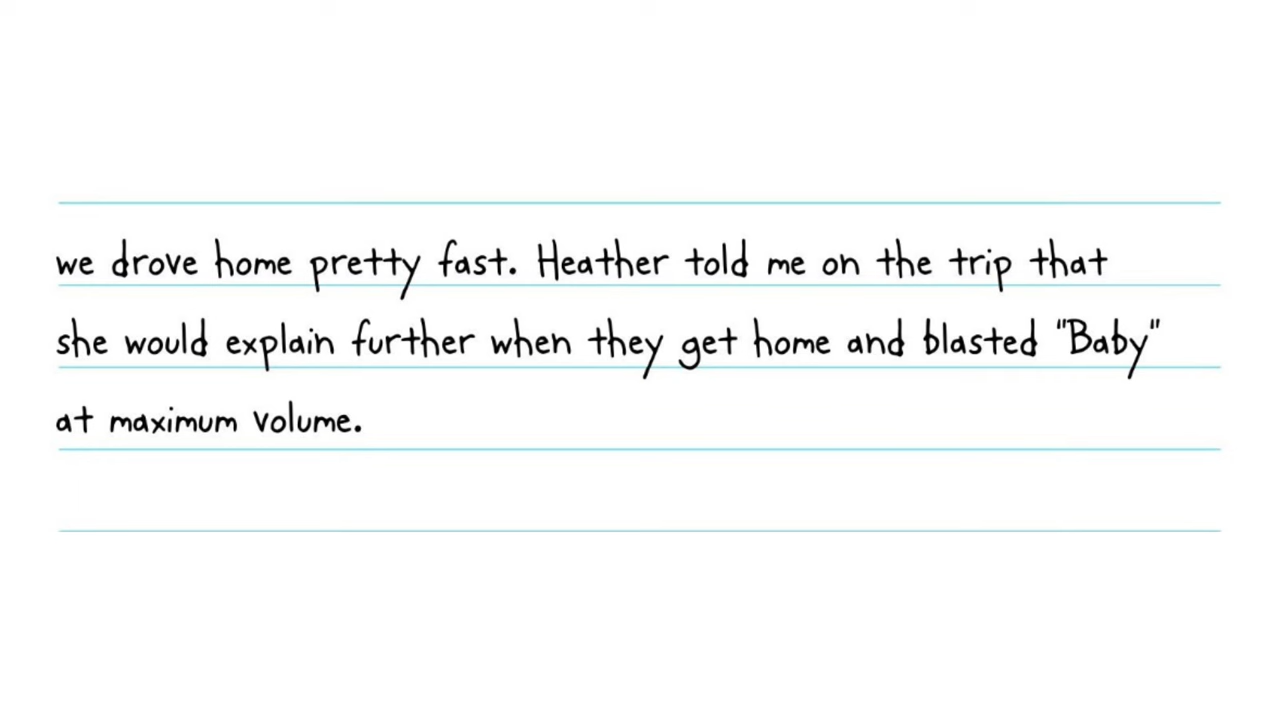 we drove home pretty fast. Heather told me on the trip that
she would explain further when they get home and blasted "Baby"
at maximum volume.